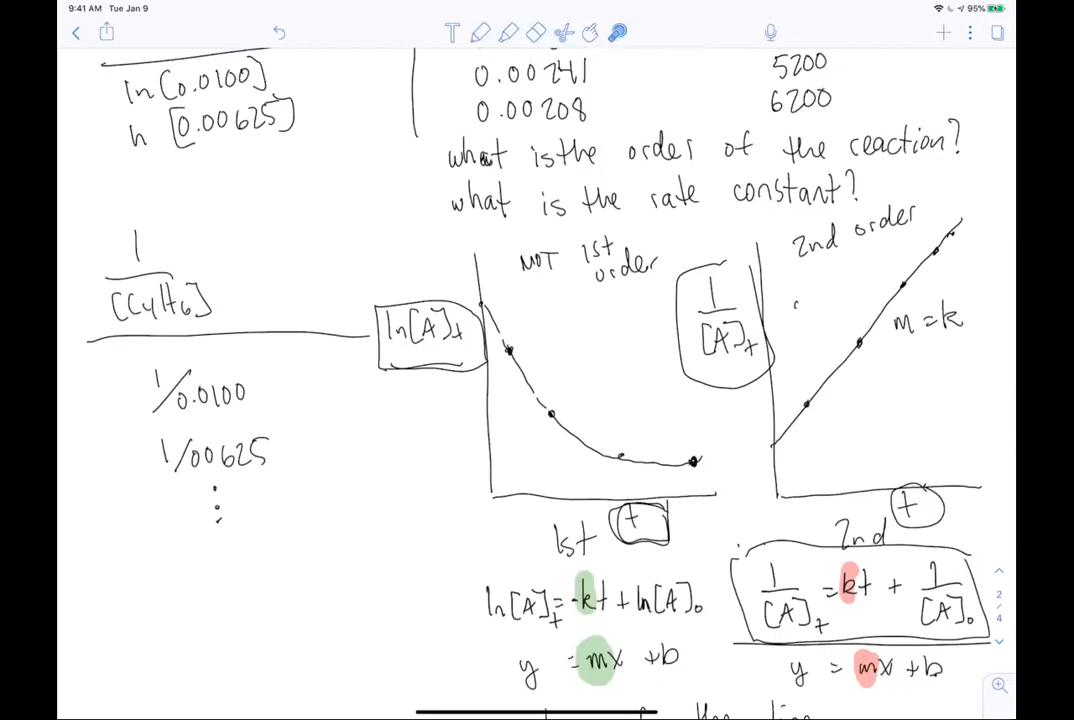 9:41 AM Tue Jan 9
95%
ln[0.0100]
ln [0.00625]
0.00241 5200
0.00208 6200
what is the order of the reaction?
what is the rate constant?
1
[C4H6]
1/0.0100
1/00625
NOT 1st order
ln[A]t
t
1st
ln[A]t = -kt + ln[A]0
y = mx + b
2nd order
1
[A]t
m = k
t
2nd
1/[A]t = kt + 1/[A]0
y = mx + b
2/4